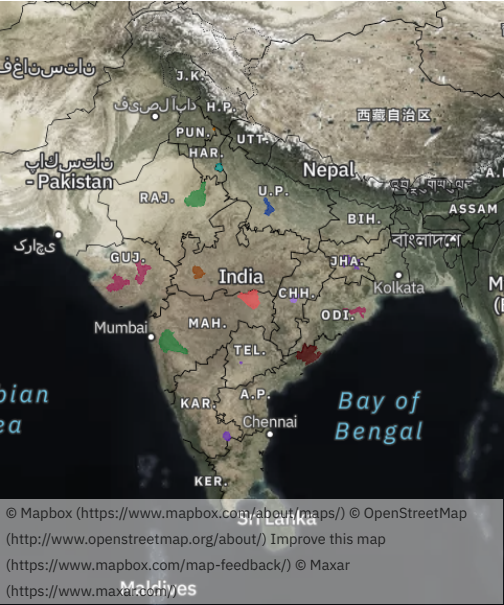 افغانستان
J.K.
فیصل آباد
H.P.
西藏自治区
PUN.
UTT.
HAR.
پاکستان
- Pakistan
Nepal
RAJ.
U.P.
ASSAM
BIH.
বাংলাদেশ
کراچی
GUJ.
JHA.
India
Kolkata
CHH.
ODI.
Mumbai
MAH.
TEL.
A.P.
KAR.
Bay of
Bengal
Chennai
KER.
© Mapbox (https://www.mapbox.com/about/maps/) © OpenStreetMap
Sri Lanka
(http://www.openstreetmap.org/about/) Improve this map
(https://www.mapbox.com/map-feedback/) © Maxar
Maldives
(https://www.maxar.com/)